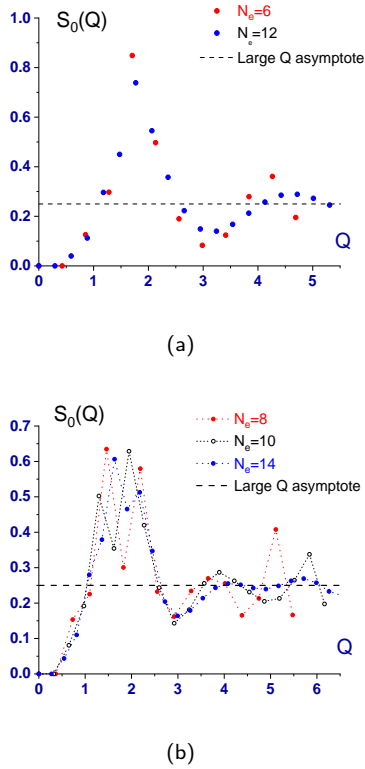 S₀(Q)
Nₑ=6
Nₑ=12
Large Q asymptote
1.0
0.8
0.6
0.4
0.2
0.0
Q
0 1 2 3 4 5
(a)
S₀(Q)
Nₑ=8
Nₑ=10
Nₑ=14
Large Q asymptote
0.7
0.6
0.5
0.4
0.3
0.2
0.1
0.0
Q
0 1 2 3 4 5 6
(b)